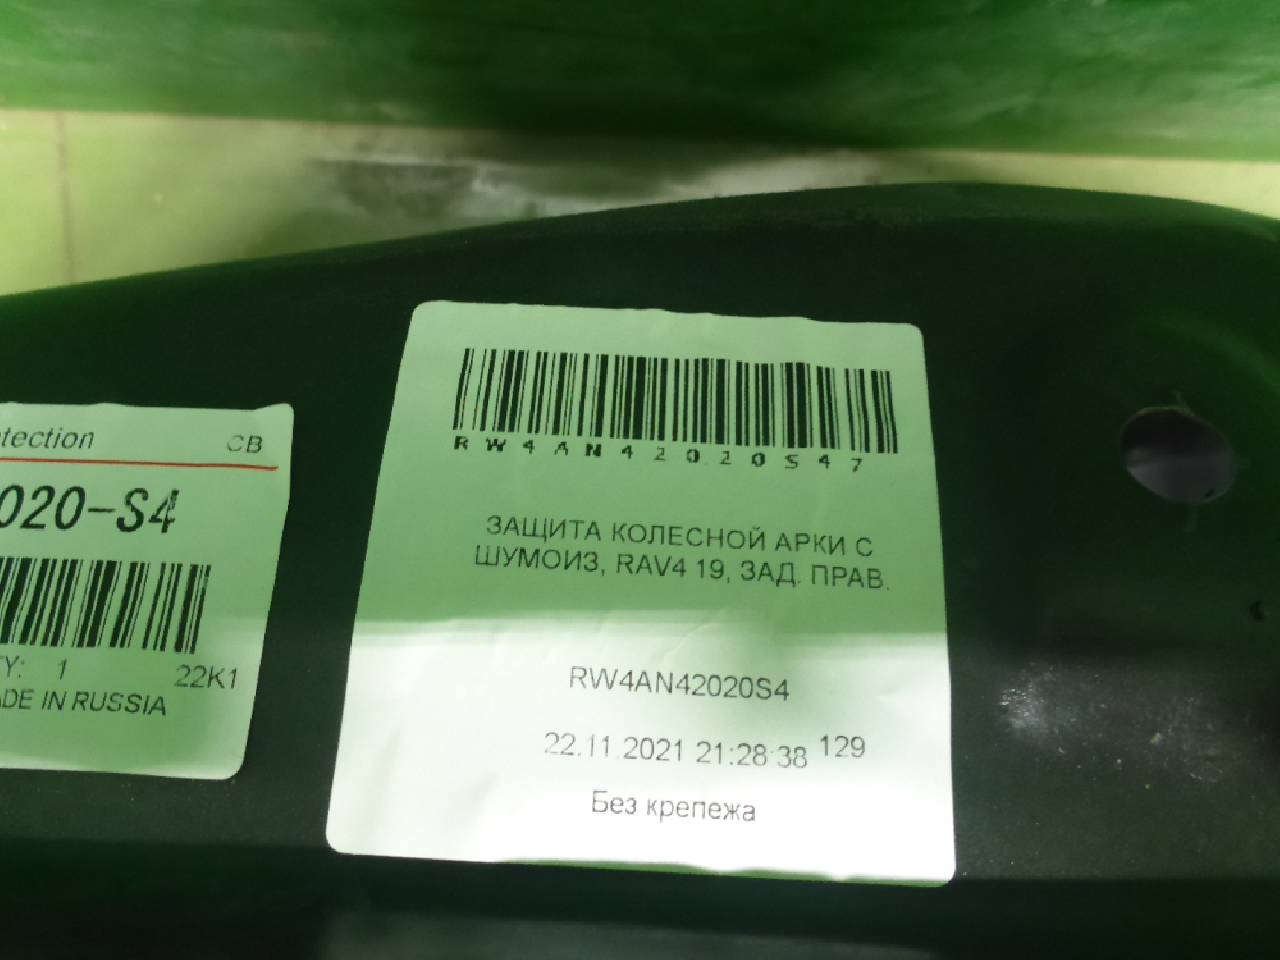 tection CB
020-S4
TY: 1 22K1
ADE IN RUSSIA
RW4AN42020S47
ЗАЩИТА КОЛЕСНОЙ АРКИ С
ШУМОИЗ, RAV4 19, ЗАД. ПРАВ.
RW4AN42020S4
22.11.2021 21:28:38 129
Без крепежа